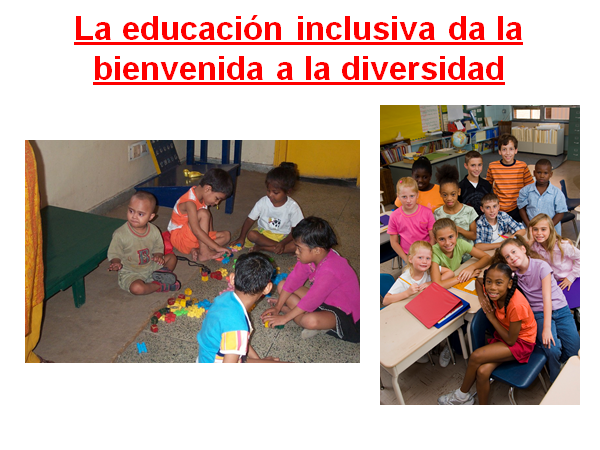 La educación inclusiva da la
bienvenida a la diversidad